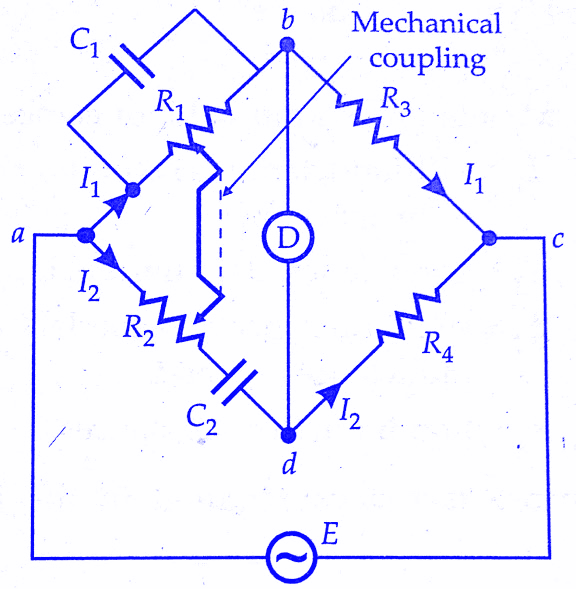 b
Mechanical
coupling
C1
R1
R3
I1
I1
a
D
c
I2
R2
R4
C2
I2
d
E
~